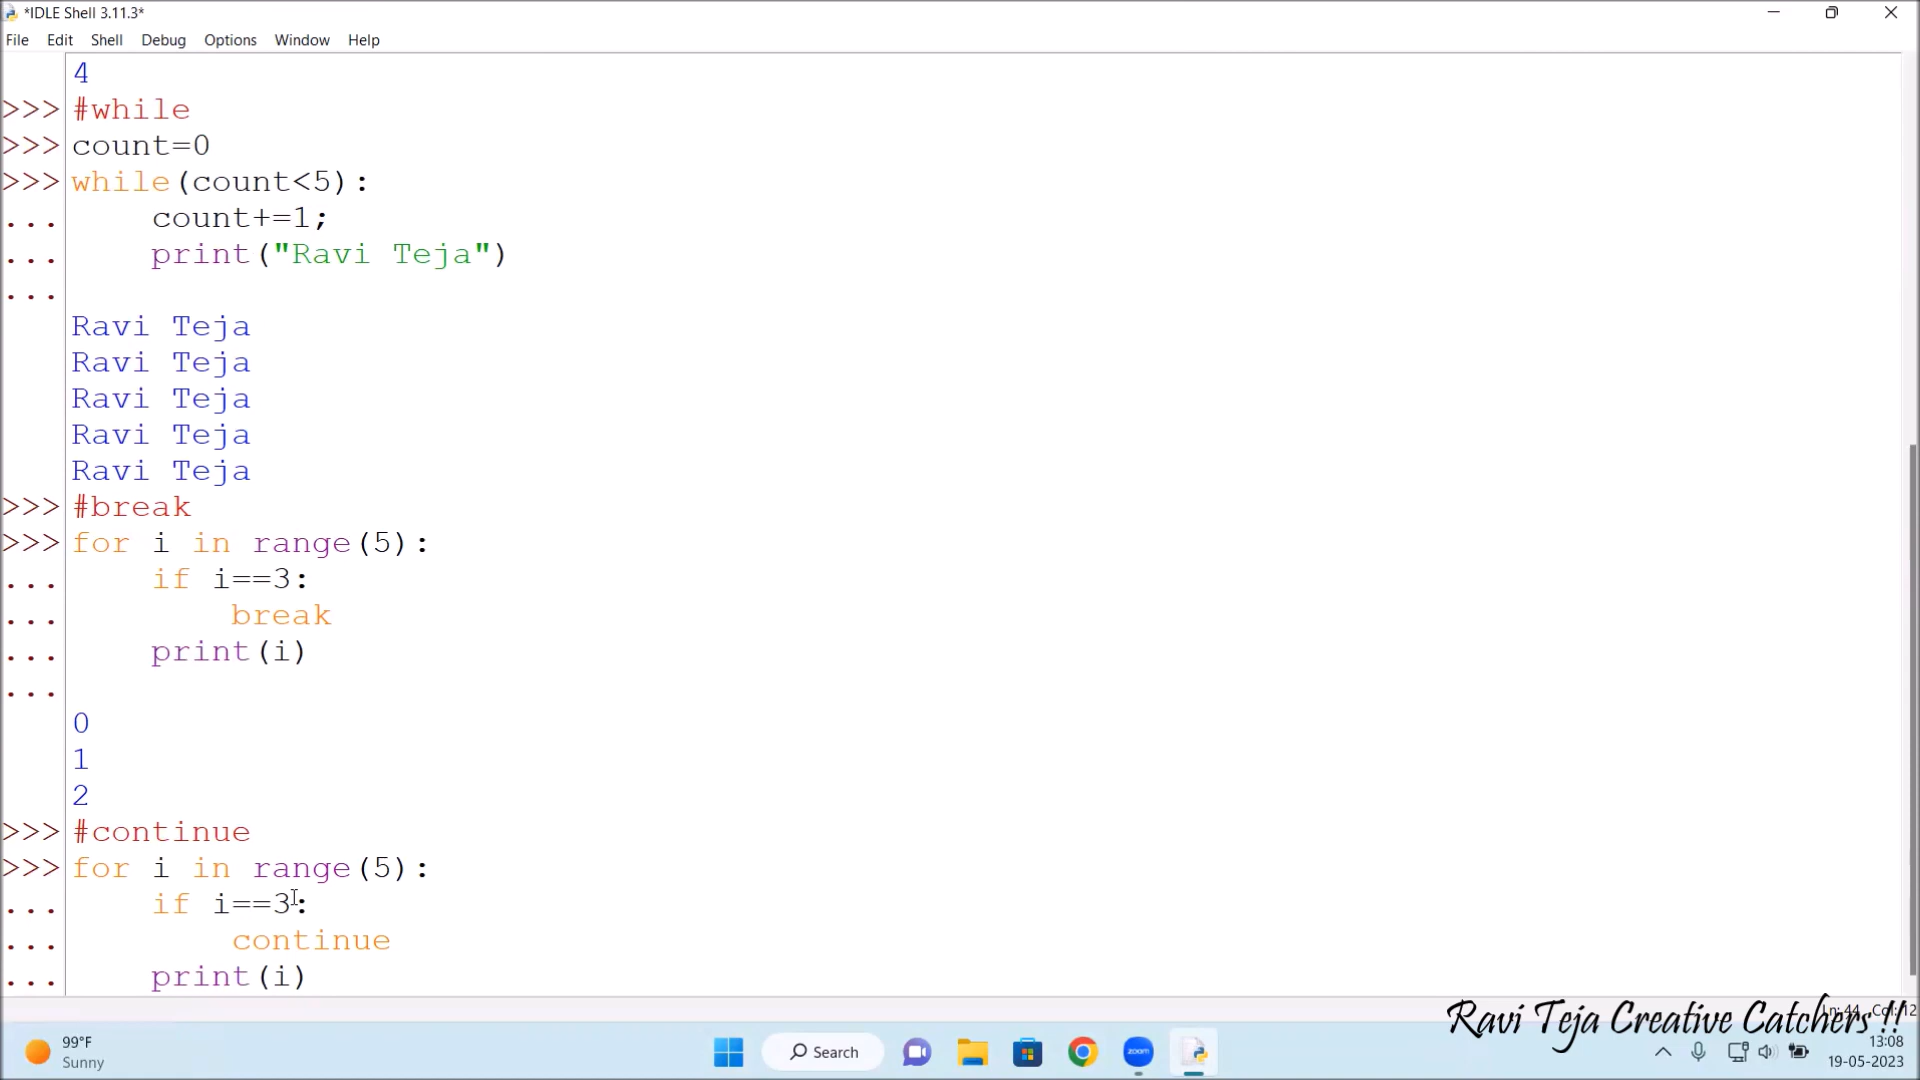 *IDLE Shell 3.11.3*
File Edit Shell Debug Options Window Help
4
>>> #while
>>> count=0
>>> while(count<5):
... count+=1;
... print("Ravi Teja")
...
Ravi Teja
Ravi Teja
Ravi Teja
Ravi Teja
Ravi Teja
>>> #break
>>> for i in range(5):
... if i==3:
... break
... print(i)
...
0
1
2
>>> #continue
>>> for i in range(5):
... if i==3:
... continue
... print(i)
Ravi Teja Creative Catchers !!
99°F
Sunny
Search
zoom
13:08
19-05-2023